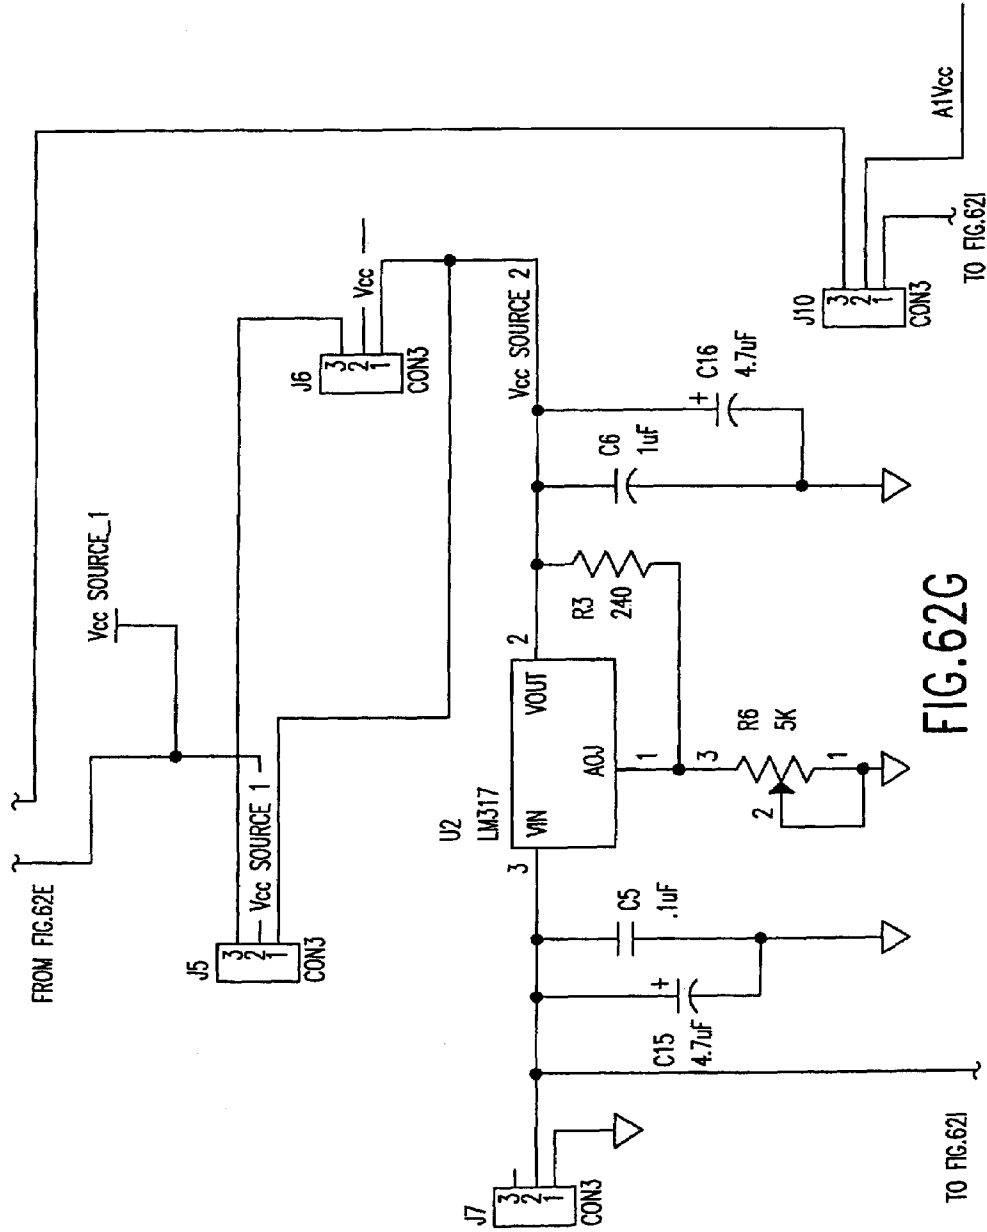 FROM FIG.62E
Vcc SOURCE_1
J5
3
2
1
Vcc SOURCE 1
CON3
J6
3
2
1
Vcc
CON3
Vcc SOURCE 2
J7
3
2
1
CON3
U2
LM317
VIN
VOUT
AOJ
3
2
1
C15
4.7uF
+
C5
.1uF
R3
240
R6
5K
3
2
1
C6
1uF
C16
4.7uF
+
J10
3
2
1
CON3
A1Vcc
TO FIG.62I
TO FIG.62I
FIG.62G